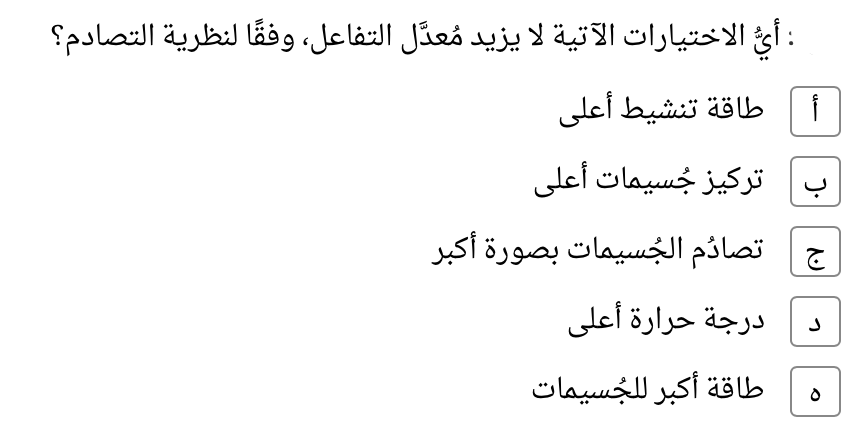 : أيُّ الاختيارات الآتية لا يزيد مُعدَّل التفاعل، وفقًا لنظرية التصادم؟
أ طاقة تنشيط أعلى
ب تركيز جُسيمات أعلى
ج تصادُم الجُسيمات بصورة أكبر
د درجة حرارة أعلى
ه طاقة أكبر للجُسيمات